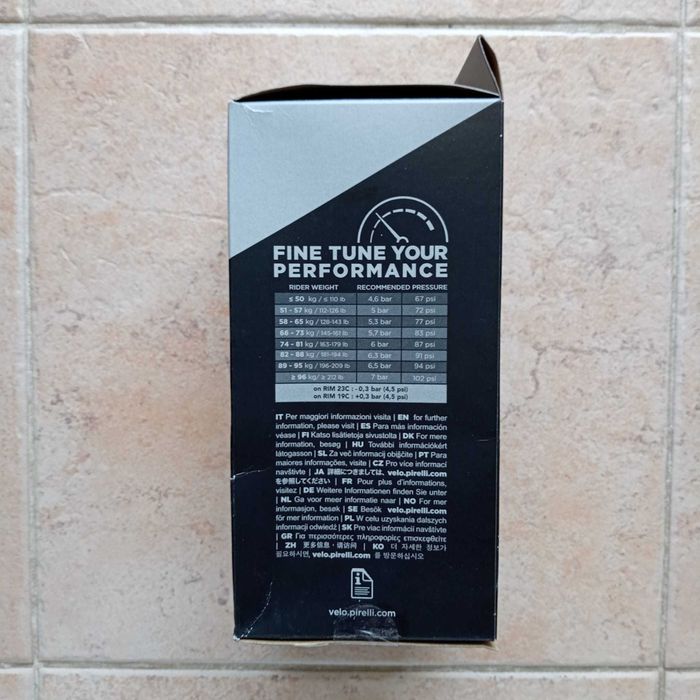 FINE TUNE YOUR
PERFORMANCE
RIDER WEIGHT RECOMMENDED PRESSURE
≤ 50 kg / ≤ 110 lb 4,6 bar 67 psi
51 - 57 kg / 112-126 lb 5 bar 72 psi
58 - 65 kg / 128-143 lb 5,3 bar 77 psi
66 - 73 kg / 145-161 lb 5,7 bar 83 psi
74 - 81 kg / 163-179 lb 6 bar 87 psi
82 - 88 kg / 181-194 lb 6,3 bar 91 psi
89 - 95 kg / 196-209 lb 6,5 bar 94 psi
≥ 96 kg / ≥ 212 lb 7 bar 102 psi
on RIM 23C : -0,3 bar (4,5 psi)
on RIM 19C : +0,3 bar (4,5 psi)
IT Per maggiori informazioni visita | EN for further
information, please visit | ES Para más información
véase | FI Katso lisätietoja sivustolta | DK For mere
information, besøg | HU További információkért
látogasson | SL Za več informacij obiščite | PT Para
maiores informações, visite | CZ Pro více informací
navštivte | JA 詳細につきましては、velo.pirelli.com
を参照してください | FR Pour plus d'informations,
visitez | DE Weitere Informationen finden Sie unter
| NL Ga voor meer informatie naar | NO For mer
informasjon, besøk | SE Besök velo.pirelli.com
för mer information | PL W celu uzyskania dalszych
informacji odwiedź | SK Pre viac informácií navštívte
| GR Για περισσότερες πληροφορίες επισκεφθείτε
| ZH 更多信息，请访问 | KO 더 자세한 정보가
필요하시면, velo.pirelli.com 를 방문하십시오
i
velo.pirelli.com